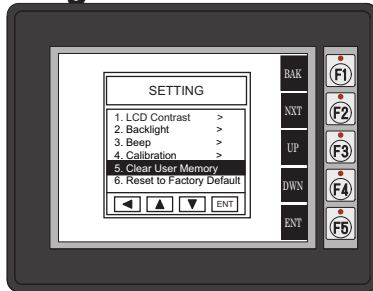 SETTING
1. LCD Contrast >
2. Backlight >
3. Beep >
4. Calibration >
5. Clear User Memory
6. Reset to Factory Default
ENT
BAK
NXT
UP
DWN
ENT
F1
F2
F3
F4
F5